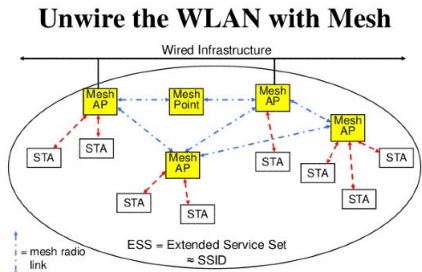 Unwire the WLAN with Mesh
Wired Infrastructure
Mesh
AP
Mesh
Point
Mesh
AP
Mesh
AP
Mesh
AP
STA
STA
STA
STA
STA
STA
STA
STA
ESS = Extended Service Set
≈ SSID
= mesh radio
link